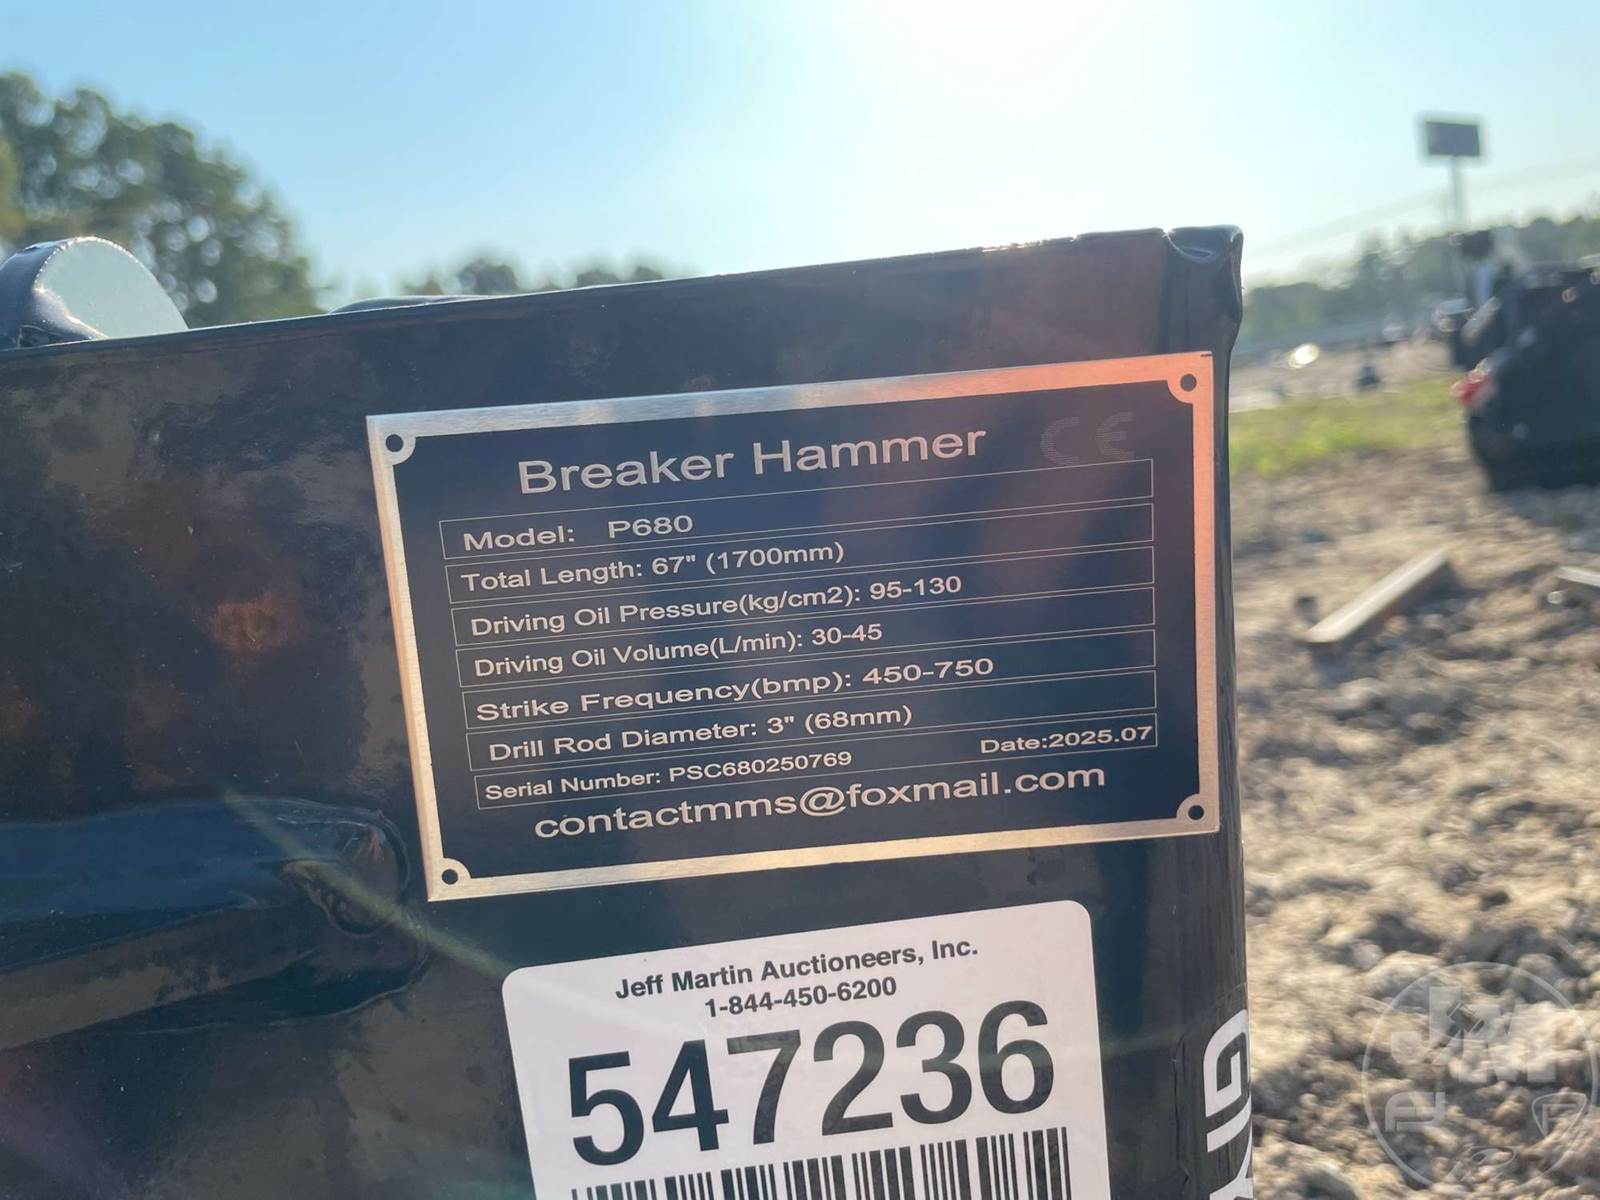 Breaker Hammer CE
Model: P680
Total Length: 67" (1700mm)
Driving Oil Pressure(kg/cm2): 95-130
Driving Oil Volume(L/min): 30-45
Strike Frequency(bmp): 450-750
Drill Rod Diameter: 3" (68mm)
Serial Number: PSC680250769 Date:2025.07
contactmms@foxmail.com
Jeff Martin Auctioneers, Inc.
1-844-450-6200
547236